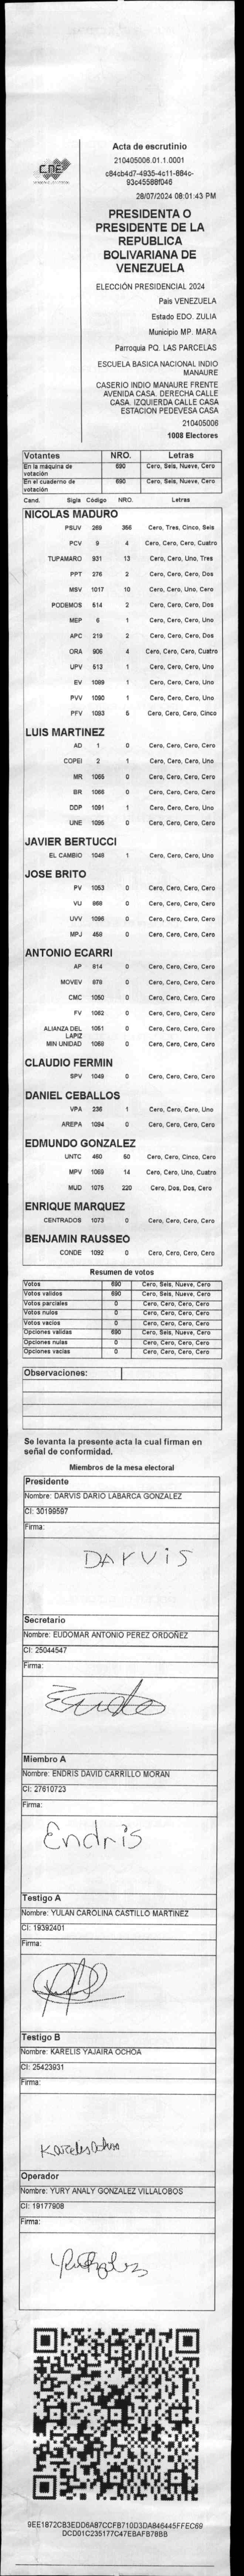 CNE
Acta de escrutinio
210405006.01.1.0001
c84cb4d7-4935-4c11-884c-
93c45588f046
28/07/2024 08:01:43 PM
PRESIDENTA O
PRESIDENTE DE LA
REPUBLICA
BOLIVARIANA DE
VENEZUELA
ELECCIÓN PRESIDENCIAL 2024
Pais VENEZUELA
Estado EDO. ZULIA
Municipio MP. MARA
Parroquia PQ. LAS PARCELAS
ESCUELA BASICA NACIONAL INDIO
MANAURE
CASERIO INDIO MANAURE FRENTE
AVENIDA CASA. DERECHA CALLE
CASA. IZQUIERDA CALLE CASA
ESTACION PEDEVESA CASA
210405006
1008 Electores
Votantes NRO. Letras
En la máquina de votación 690 Cero, Seis, Nueve, Cero
En el cuaderno de votación 690 Cero, Seis, Nueve, Cero
Cand. Sigla Código NRO. Letras
NICOLAS MADURO
PSUV 269 356 Cero, Tres, Cinco, Seis
PCV 9 4 Cero, Cero, Cero, Cuatro
TUPAMARO 931 13 Cero, Cero, Uno, Tres
PPT 276 2 Cero, Cero, Cero, Dos
MSV 1017 10 Cero, Cero, Uno, Cero
PODEMOS 514 2 Cero, Cero, Cero, Dos
MEP 6 1 Cero, Cero, Cero, Uno
APC 219 2 Cero, Cero, Cero, Dos
ORA 906 4 Cero, Cero, Cero, Cuatro
UPV 513 1 Cero, Cero, Cero, Uno
EV 1089 1 Cero, Cero, Cero, Uno
PVV 1090 1 Cero, Cero, Cero, Uno
PFV 1093 5 Cero, Cero, Cero, Cinco
LUIS MARTINEZ
AD 1 0 Cero, Cero, Cero, Cero
COPEI 2 1 Cero, Cero, Cero, Uno
MR 1065 0 Cero, Cero, Cero, Cero
BR 1066 0 Cero, Cero, Cero, Cero
DDP 1091 1 Cero, Cero, Cero, Uno
UNE 1095 0 Cero, Cero, Cero, Cero
JAVIER BERTUCCI
EL CAMBIO 1048 1 Cero, Cero, Cero, Uno
JOSE BRITO
PV 1053 0 Cero, Cero, Cero, Cero
VU 868 0 Cero, Cero, Cero, Cero
UVV 1096 0 Cero, Cero, Cero, Cero
MPJ 458 0 Cero, Cero, Cero, Cero
ANTONIO ECARRI
AP 814 0 Cero, Cero, Cero, Cero
MOVEV 878 0 Cero, Cero, Cero, Cero
CMC 1050 0 Cero, Cero, Cero, Cero
FV 1062 0 Cero, Cero, Cero, Cero
ALIANZA DEL LAPIZ 1051 0 Cero, Cero, Cero, Cero
MIN UNIDAD 1058 0 Cero, Cero, Cero, Cero
CLAUDIO FERMIN
SPV 1049 0 Cero, Cero, Cero, Cero
DANIEL CEBALLOS
VPA 236 1 Cero, Cero, Cero, Uno
AREPA 1094 0 Cero, Cero, Cero, Cero
EDMUNDO GONZALEZ
UNTC 480 50 Cero, Cero, Cinco, Cero
MPV 1069 14 Cero, Cero, Uno, Cuatro
MUD 1075 220 Cero, Dos, Dos, Cero
ENRIQUE MARQUEZ
CENTRADOS 1073 0 Cero, Cero, Cero, Cero
BENJAMIN RAUSSEO
CONDE 1092 0 Cero, Cero, Cero, Cero
Resumen de votos
Votos 690 Cero, Seis, Nueve, Cero
Votos validos 690 Cero, Seis, Nueve, Cero
Votos parciales 0 Cero, Cero, Cero, Cero
Votos nulos 0 Cero, Cero, Cero, Cero
Votos vacios 0 Cero, Cero, Cero, Cero
Opciones validas 690 Cero, Seis, Nueve, Cero
Opciones nulas 0 Cero, Cero, Cero, Cero
Opciones vacias 0 Cero, Cero, Cero, Cero
Observaciones:
Se levanta la presente acta la cual firman en
señal de conformidad.
Miembros de la mesa electoral
Presidente
Nombre: DARVIS DARIO LABARCA GONZALEZ
CI: 30199597
Firma:
DARVIS
Secretario
Nombre: EUDOMAR ANTONIO PEREZ ORDOÑEZ
CI: 25044547
Firma:
Eudo
Miembro A
Nombre: ENDRIS DAVID CARRILLO MORAN
CI: 27610723
Firma:
Endris
Testigo A
Nombre: YULAN CAROLINA CASTILLO MARTINEZ
CI: 19392401
Firma:
Testigo B
Nombre: KARELIS YAJAIRA OCHOA
CI: 25423931
Firma:
Karelis Ochoa
Operador
Nombre: YURY ANALY GONZALEZ VILLALOBOS
CI: 19177908
Firma:
9EE1872CB3EDD6A87CCFB710D3DA846445FFEC69
DCD01C235177C47EBAFB78BB